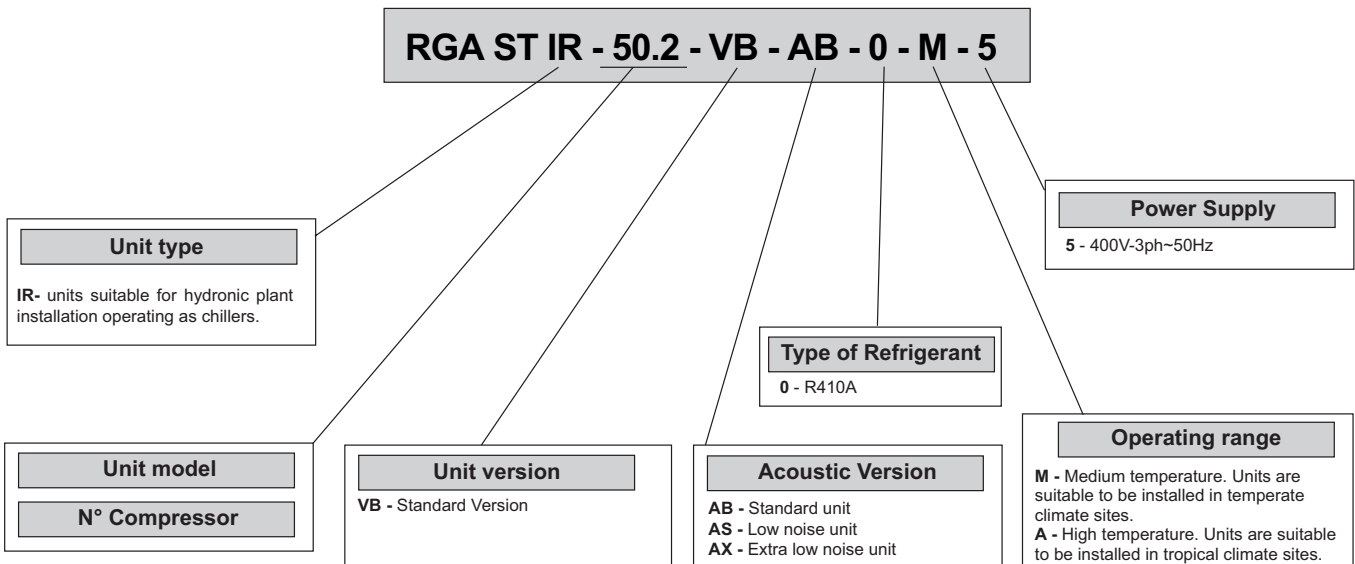 RGA ST IR - 50.2 - VB - AB - 0 - M - 5
Power Supply
5 - 400V-3ph~50Hz
Unit type
IR- units suitable for hydronic plant
installation operating as chillers.
Type of Refrigerant
0 - R410A
Unit model
N° Compressor
Unit version
VB - Standard Version
Acoustic Version
AB - Standard unit
AS - Low noise unit
AX - Extra low noise unit
Operating range
M - Medium temperature. Units are
suitable to be installed in temperate
climate sites.
A - High temperature. Units are suitable
to be installed in tropical climate sites.